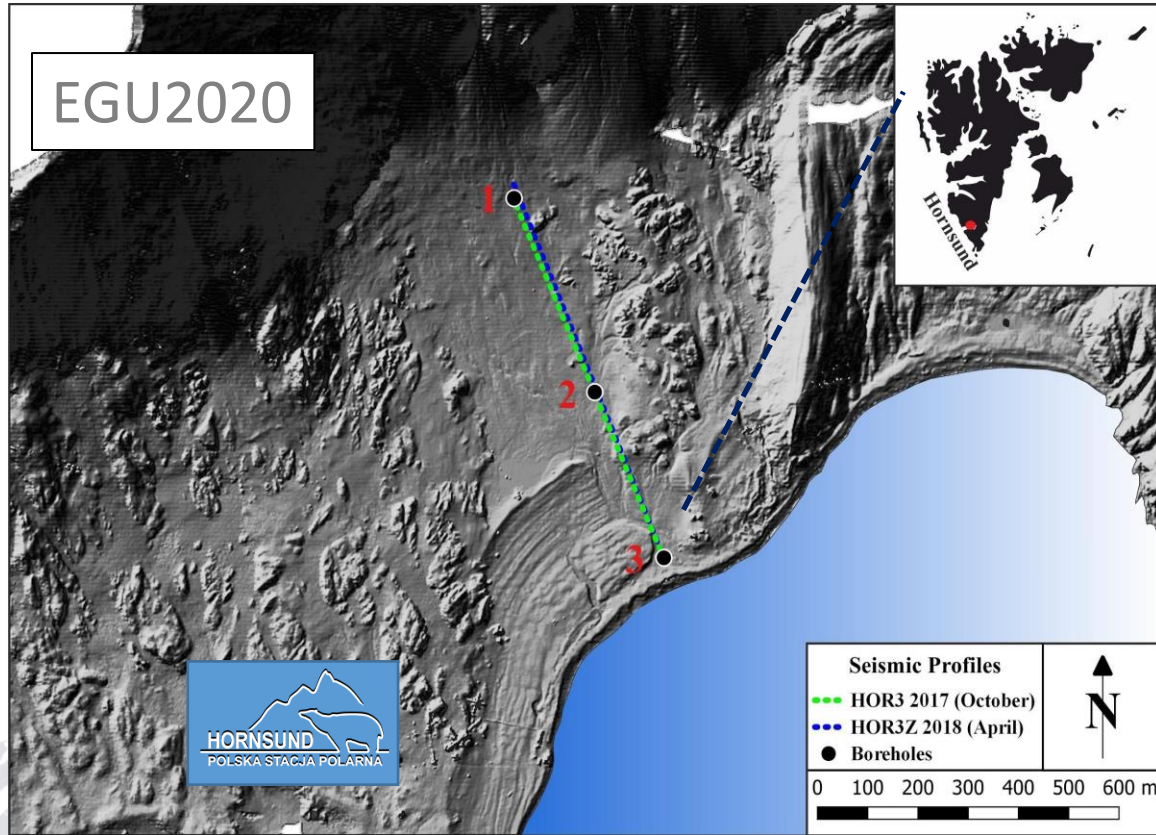 EGU2020
Hornsund
1
2
3
HORNSUND
POLSKA STACJA POLARNA
Seismic Profiles
HOR3 2017 (October)
HOR3Z 2018 (April)
Boreholes
N
0 100 200 300 400 500 600 m